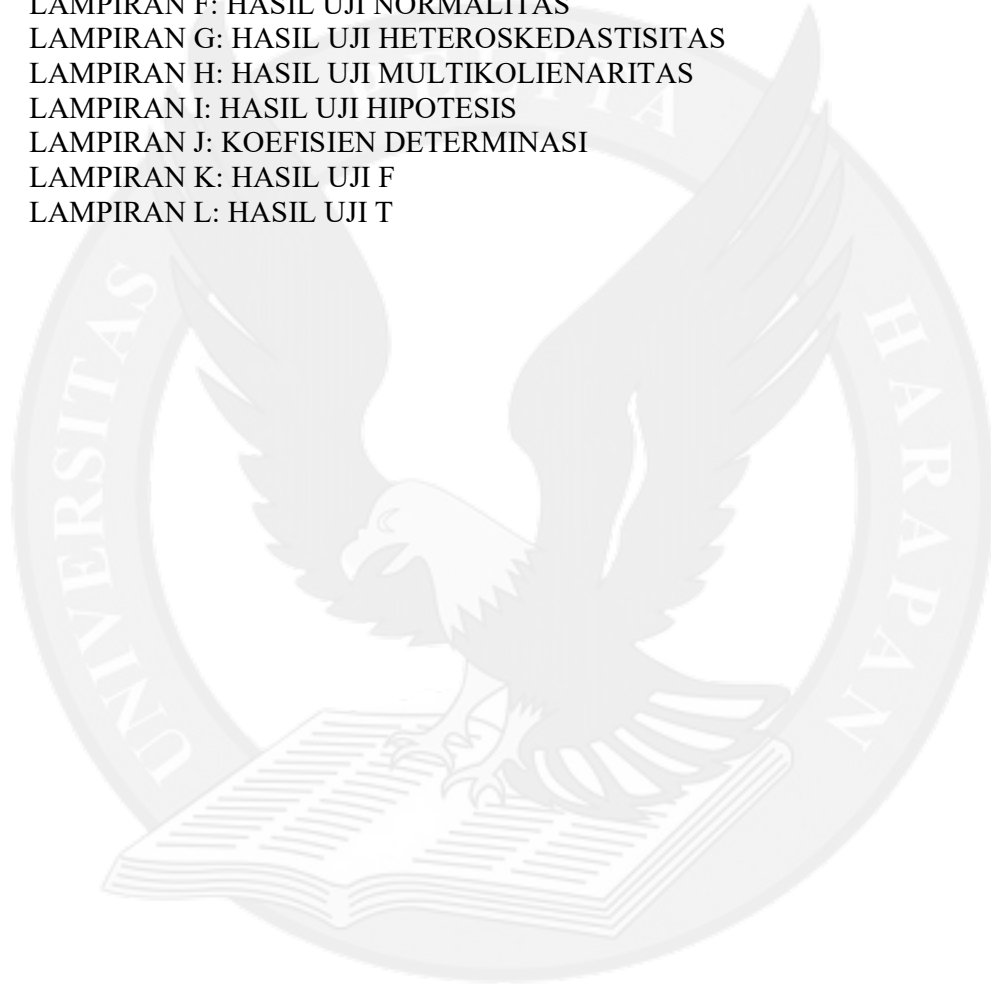 LAMPIRAN F: HASIL UJI NORMALITAS
LAMPIRAN G: HASIL UJI HETEROSKEDASTISITAS
LAMPIRAN H: HASIL UJI MULTIKOLIENARITAS
LAMPIRAN I: HASIL UJI HIPOTESIS
LAMPIRAN J: KOEFISIEN DETERMINASI
LAMPIRAN K: HASIL UJI F
LAMPIRAN L: HASIL UJI T
UNIVERSITAS PELITA HARAPAN